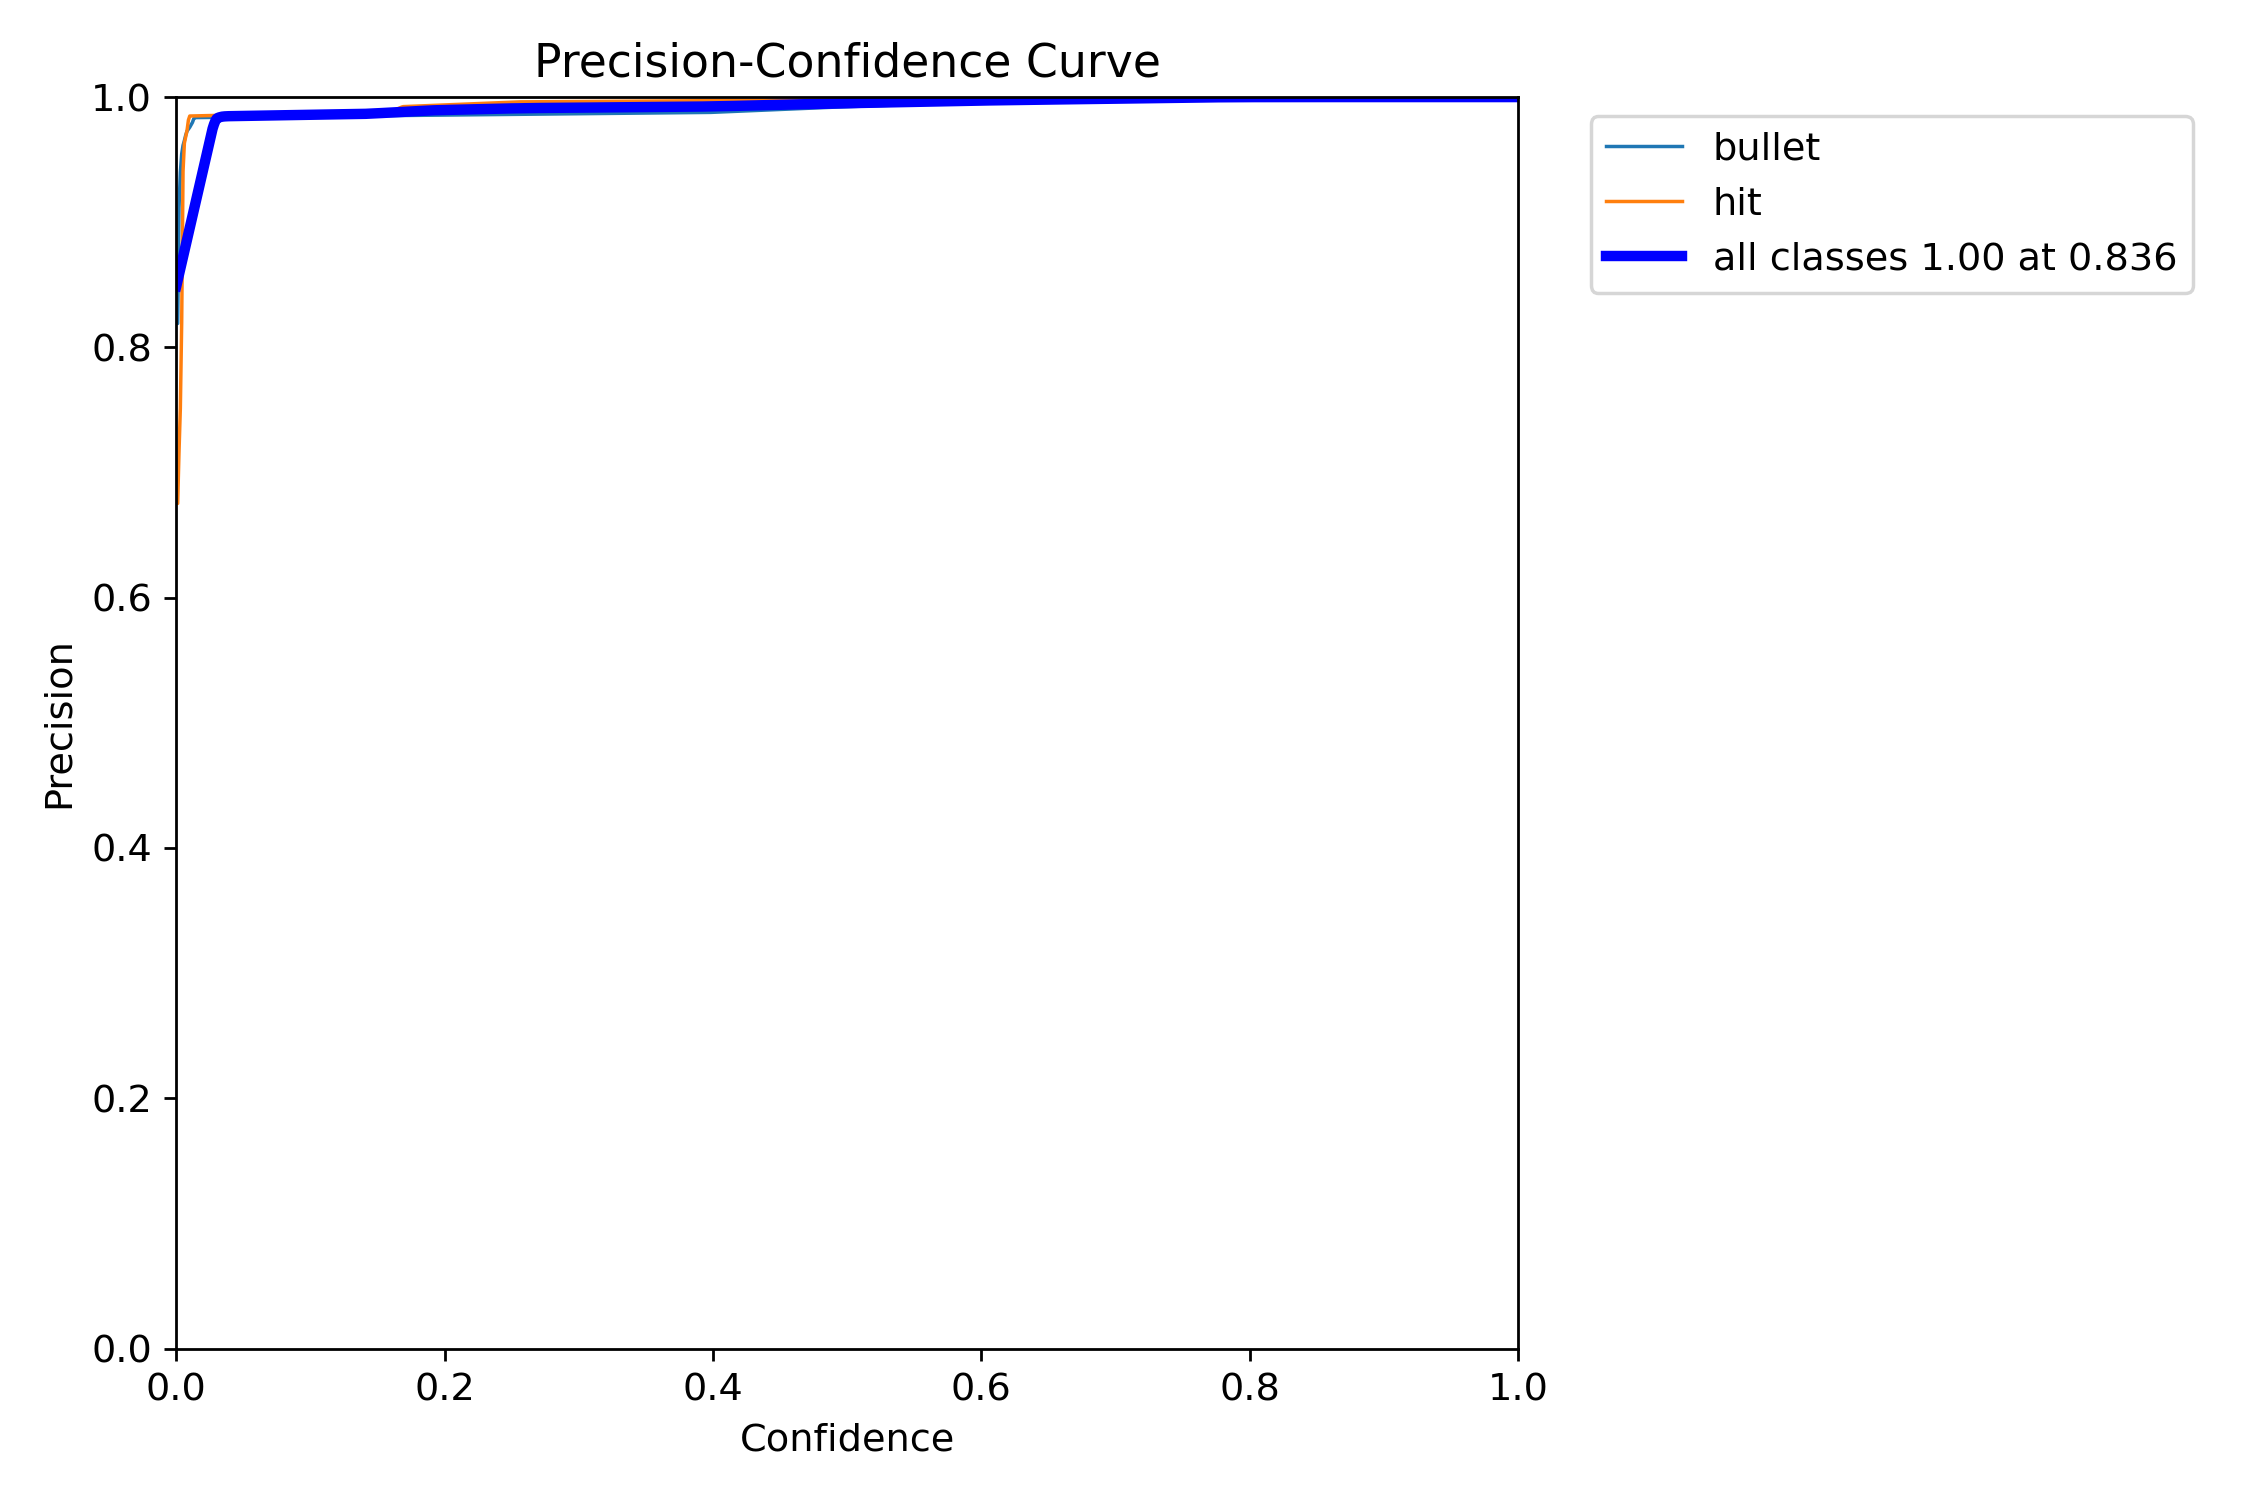 Precision-Confidence Curve
1.0
0.8
0.6
0.4
0.2
0.0
Precision
0.0 0.2 0.4 0.6 0.8 1.0
Confidence
bullet
hit
all classes 1.00 at 0.836